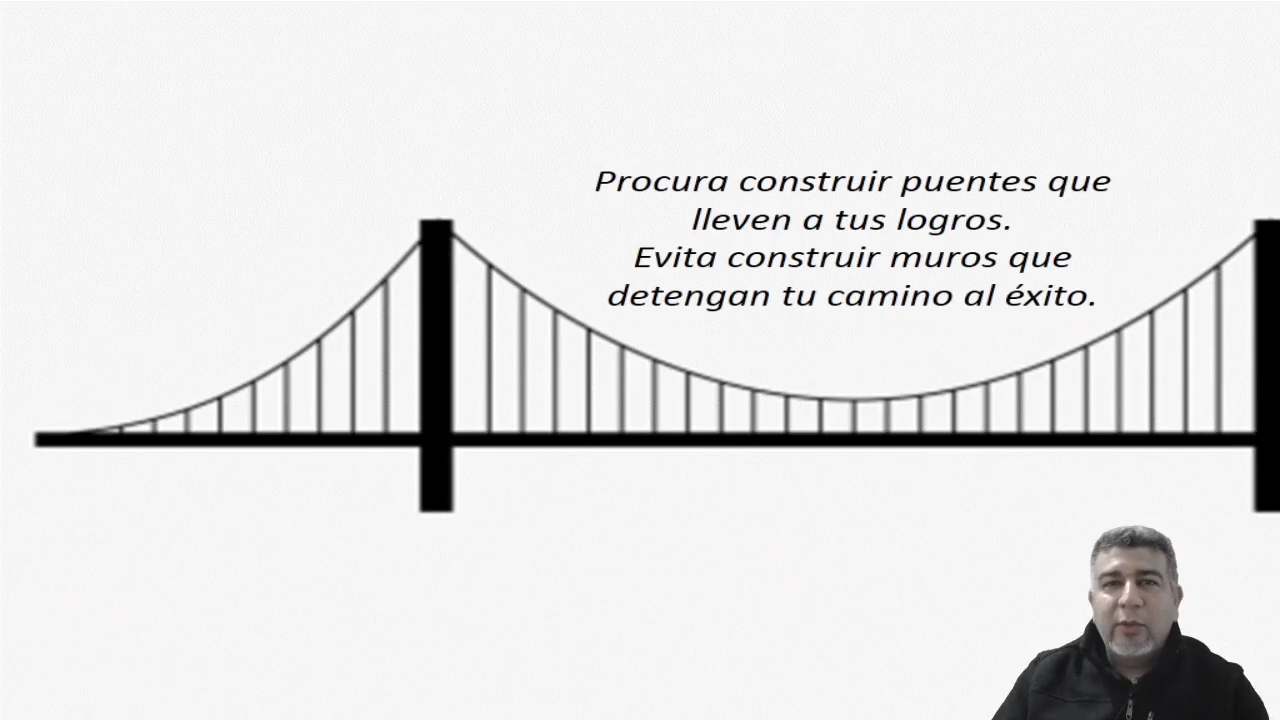 Procura construir puentes que
lleven a tus logros.
Evita construir muros que
detengan tu camino al éxito.